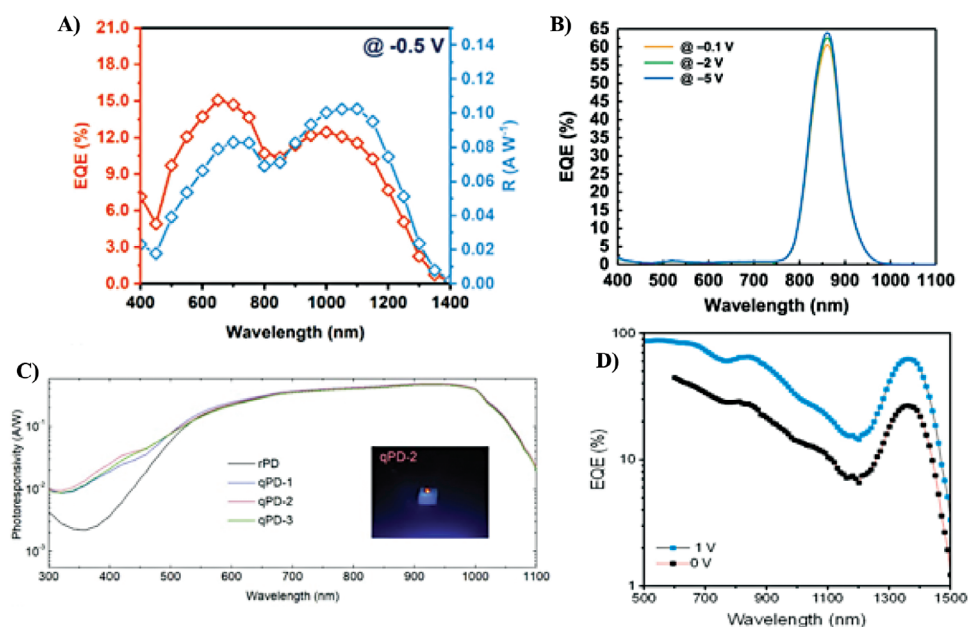 A)
@ -0.5 V
21.0
18.0
15.0
12.0
9.0
6.0
3.0
0.0
EQE (%)
0.14
0.12
0.10
0.08
0.06
0.04
0.02
0.00
R (A W⁻¹)
400 600 800 1000 1200 1400
Wavelength (nm)
B)
@ –0.1 V
@ –2 V
@ –5 V
65
60
55
50
45
40
35
30
25
20
15
10
5
0
EQE (%)
400 500 600 700 800 900 1000 1100
Wavelength (nm)
C)
Photoresponsivity (A/W)
10⁻¹
10⁻²
10⁻³
rPD
qPD-1
qPD-2
qPD-3
qPD-2
300 400 500 600 700 800 900 1000 1100
Wavelength (nm)
D)
EQE (%)
100
10
1
1 V
0 V
500 700 900 1100 1300 1500
Wavelength (nm)